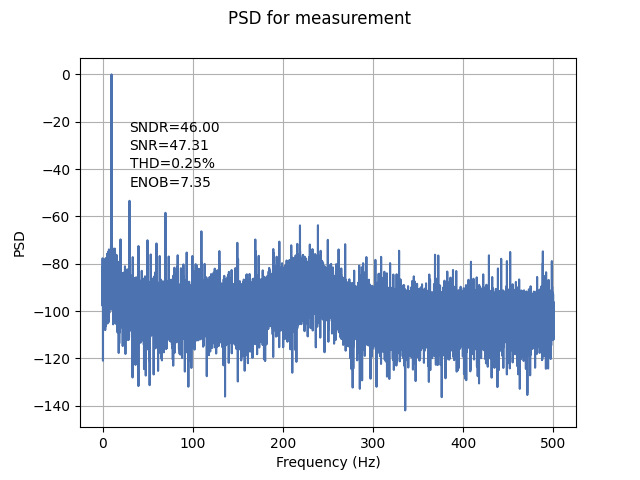 PSD for measurement
0
−20
−40
−60
−80
−100
−120
−140
PSD
SNDR=46.00
SNR=47.31
THD=0.25%
ENOB=7.35
0 100 200 300 400 500
Frequency (Hz)